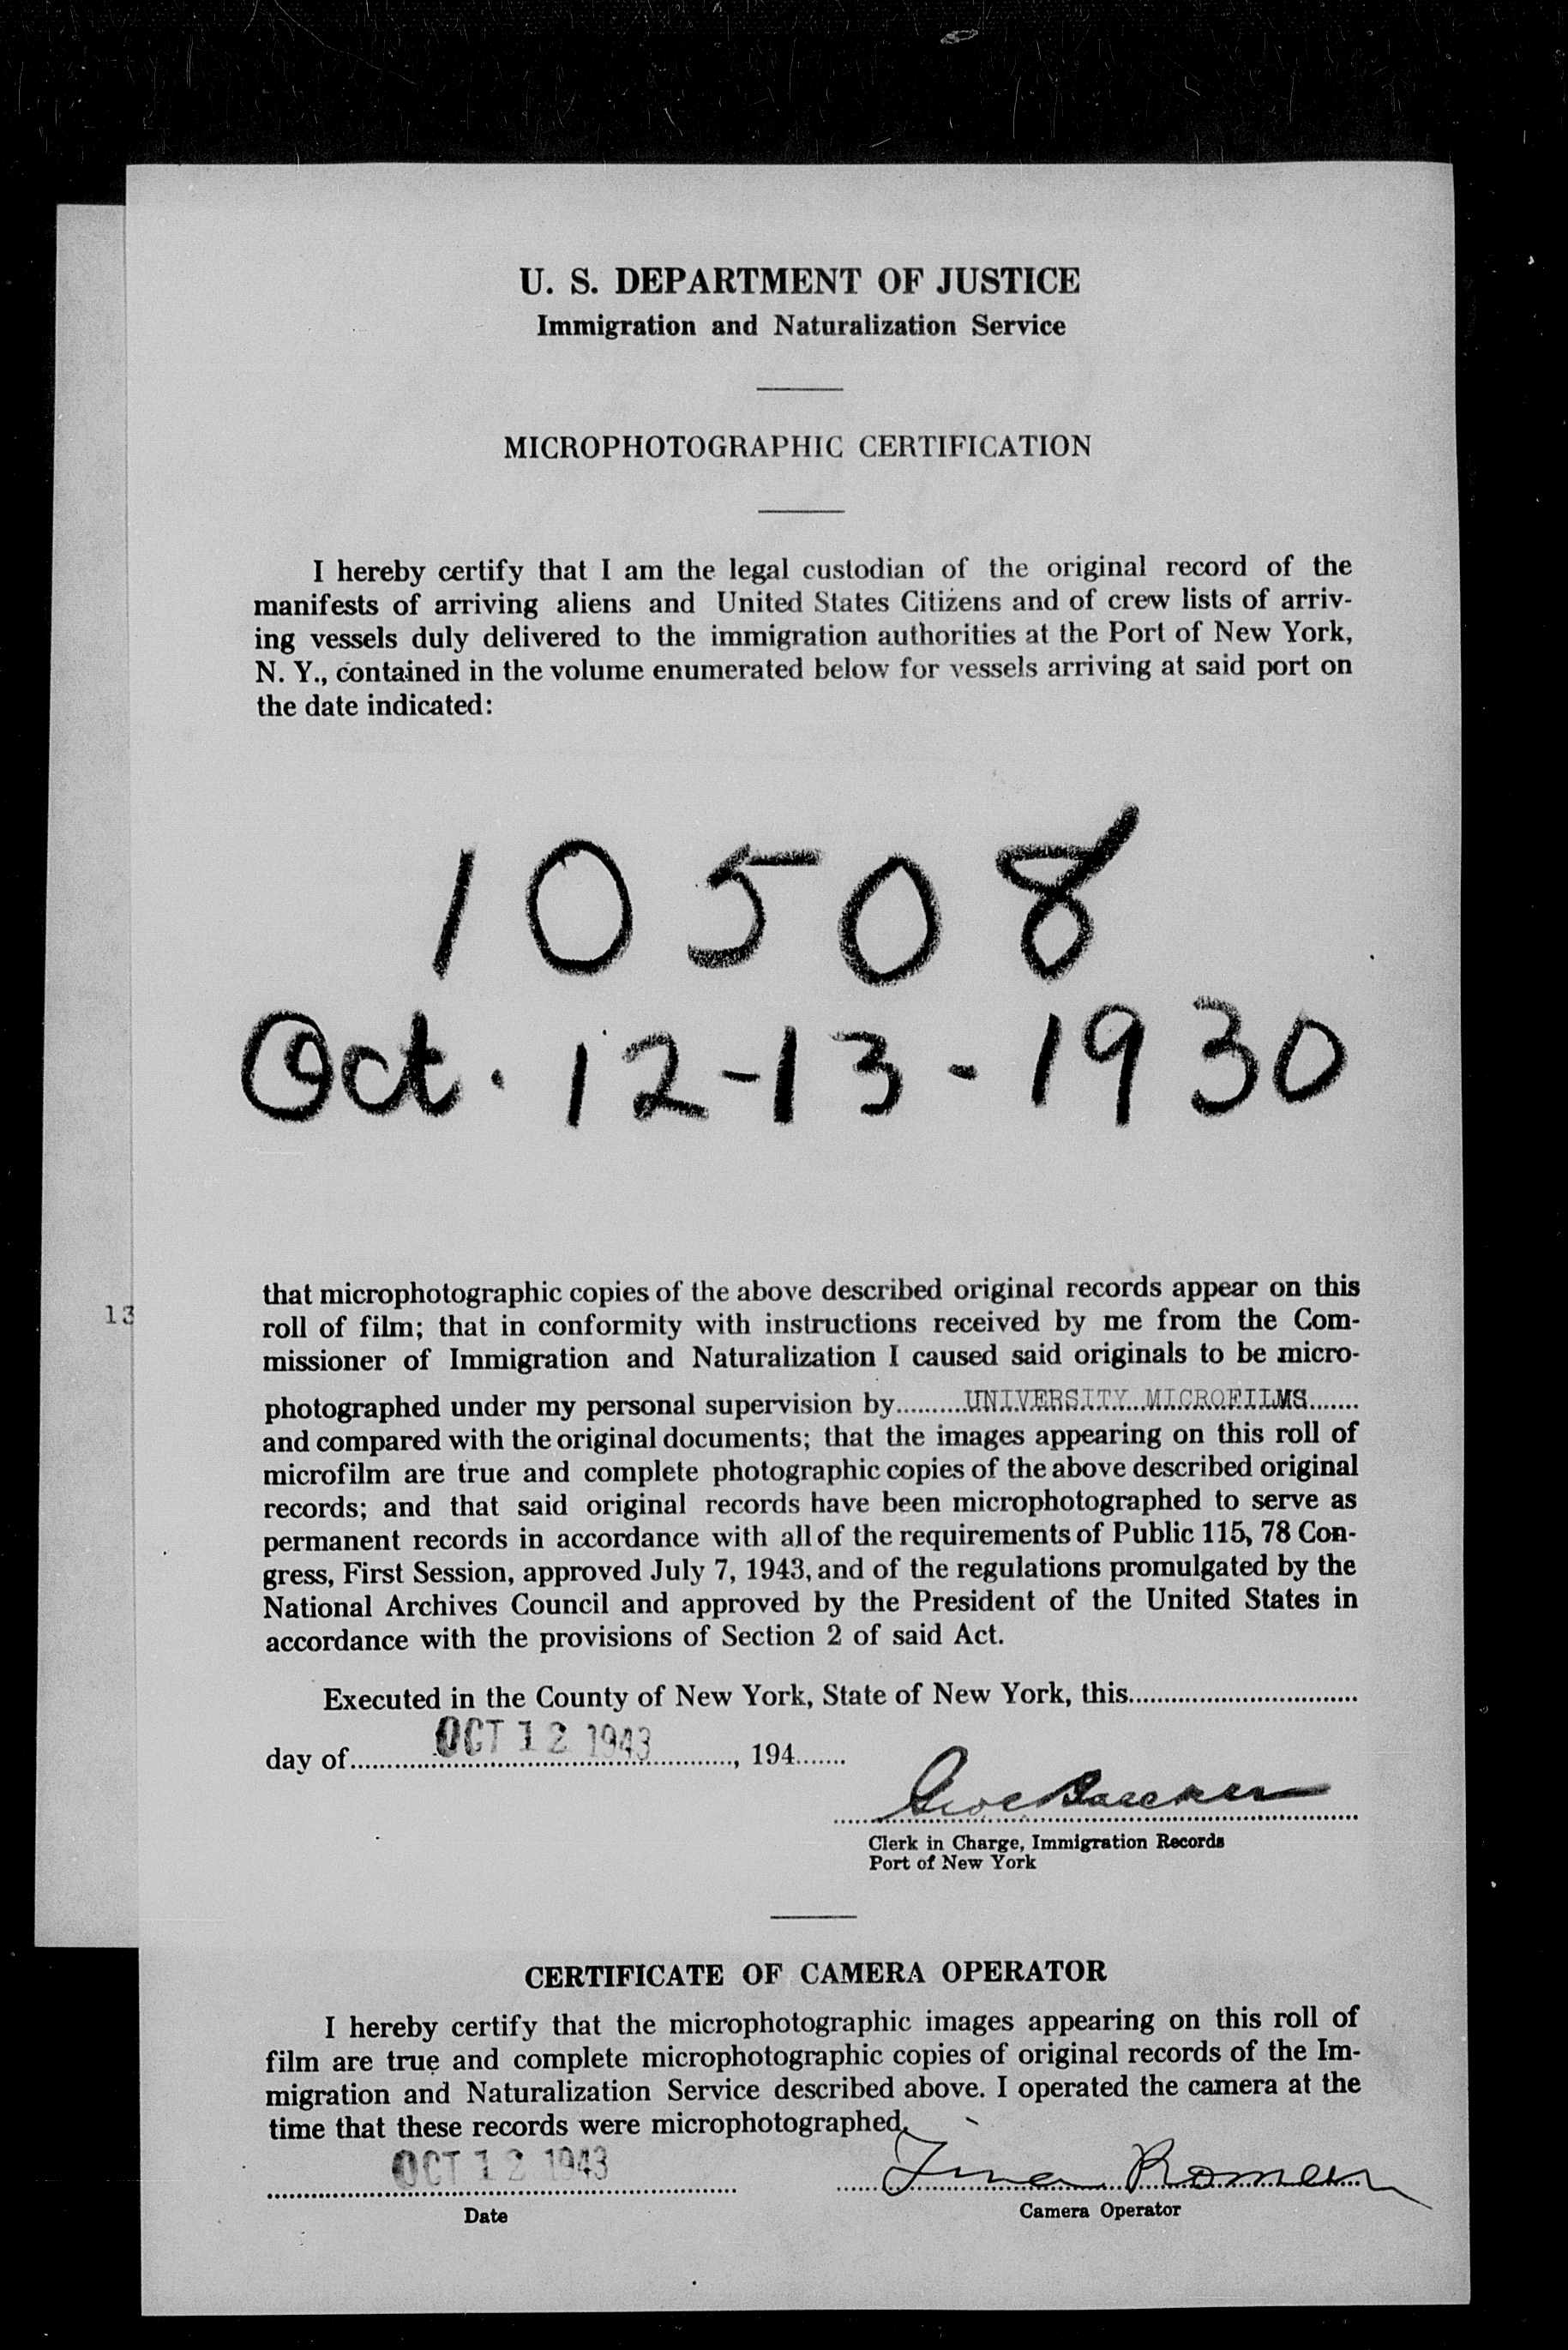 U. S. DEPARTMENT OF JUSTICE
Immigration and Naturalization Service
MICROPHOTOGRAPHIC CERTIFICATION
I hereby certify that I am the legal custodian of the original record of the
manifests of arriving aliens and United States Citizens and of crew lists of arriv-
ing vessels duly delivered to the immigration authorities at the Port of New York,
N. Y., contained in the volume enumerated below for vessels arriving at said port on
the date indicated:
10508
Oct. 12-13-1930
that microphotographic copies of the above described original records appear on this
13
roll of film; that in conformity with instructions received by me from the Com-
missioner of Immigration and Naturalization I caused said originals to be micro-
photographed under my personal supervision by..........UNIVERSITY MICROFILMS.......
and compared with the original documents; that the images appearing on this roll of
microfilm are true and complete photographic copies of the above described original
records; and that said original records have been microphotographed to serve as
permanent records in accordance with all of the requirements of Public 115, 78 Con-
gress, First Session, approved July 7, 1943, and of the regulations promulgated by the
National Archives Council and approved by the President of the United States in
accordance with the provisions of Section 2 of said Act.
Executed in the County of New York, State of New York, this................................
day of............OCT 12 1943............, 194.......
Clerk in Charge, Immigration Records
Port of New York
CERTIFICATE OF CAMERA OPERATOR
I hereby certify that the microphotographic images appearing on this roll of
film are true and complete microphotographic copies of original records of the Im-
migration and Naturalization Service described above. I operated the camera at the
time that these records were microphotographed.
OCT 12 1943
Date
Camera Operator